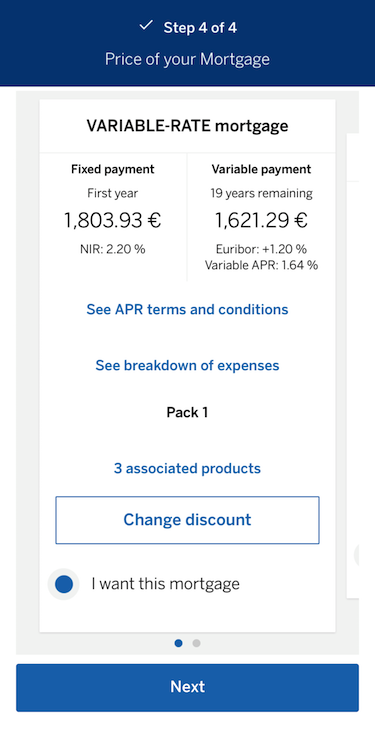 Step 4 of 4
Price of your Mortgage
VARIABLE-RATE mortgage
Fixed payment
First year
1,803.93 €
NIR: 2.20 %
Variable payment
19 years remaining
1,621.29 €
Euribor: +1.20 %
Variable APR: 1.64 %
See APR terms and conditions
See breakdown of expenses
Pack 1
3 associated products
Change discount
I want this mortgage
Next